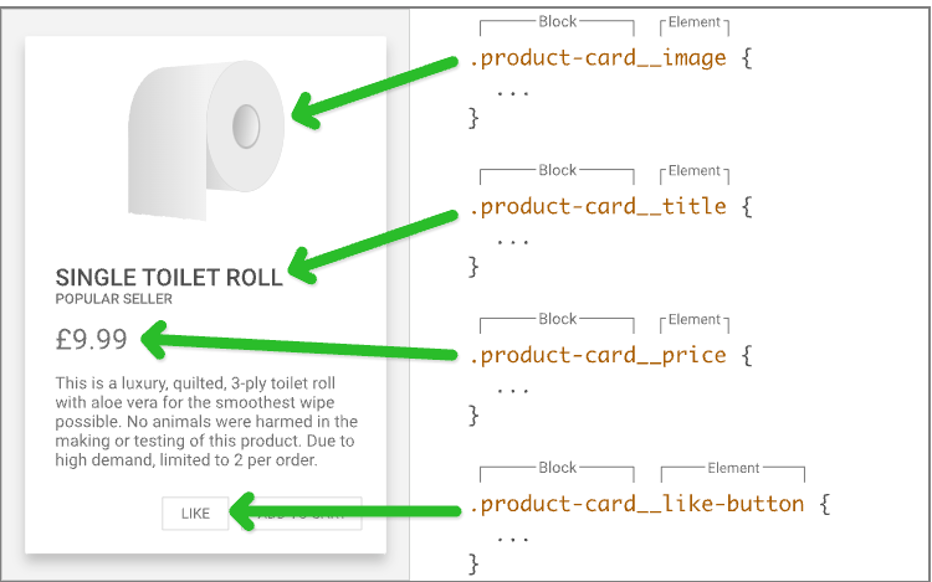 SINGLE TOILET ROLL
POPULAR SELLER
£9.99
This is a luxury, quilted, 3-ply toilet roll
with aloe vera for the smoothest wipe
possible. No animals were harmed in the
making or testing of this product. Due to
high demand, limited to 2 per order.
LIKE ADD TO CART
Block Element
.product-card__image {
...
}
Block Element
.product-card__title {
...
}
Block Element
.product-card__price {
...
}
Block Element
.product-card__like-button {
...
}